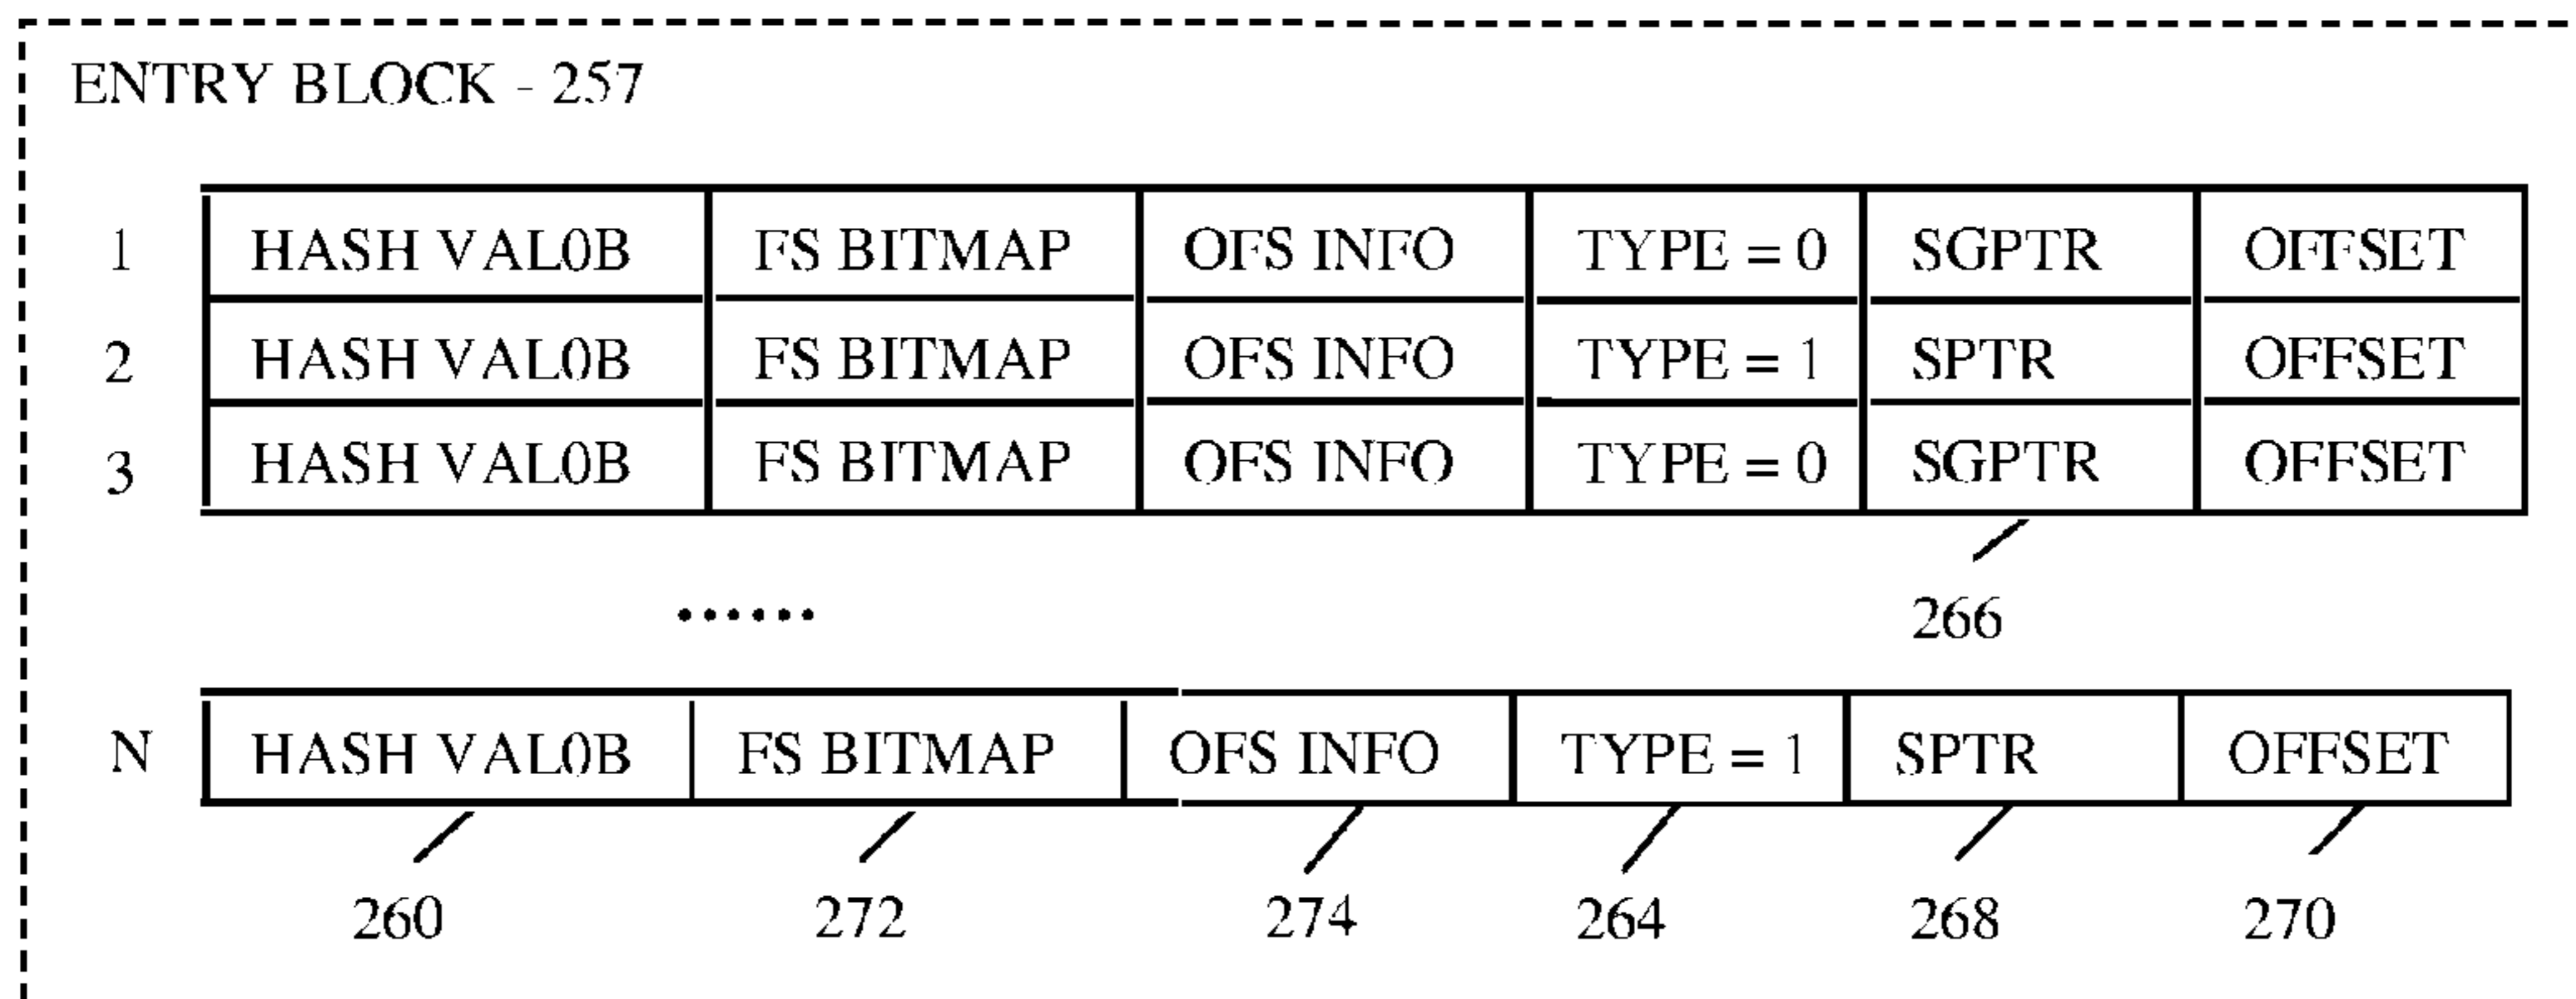 ENTRY BLOCK - 257
1 HASH VAL0B FS BITMAP OFS INFO TYPE = 0 SGPTR OFFSET
2 HASH VAL0B FS BITMAP OFS INFO TYPE = 1 SPTR OFFSET
3 HASH VAL0B FS BITMAP OFS INFO TYPE = 0 SGPTR OFFSET
266
......
N HASH VAL0B FS BITMAP OFS INFO TYPE = 1 SPTR OFFSET
260 272 274 264 268 270